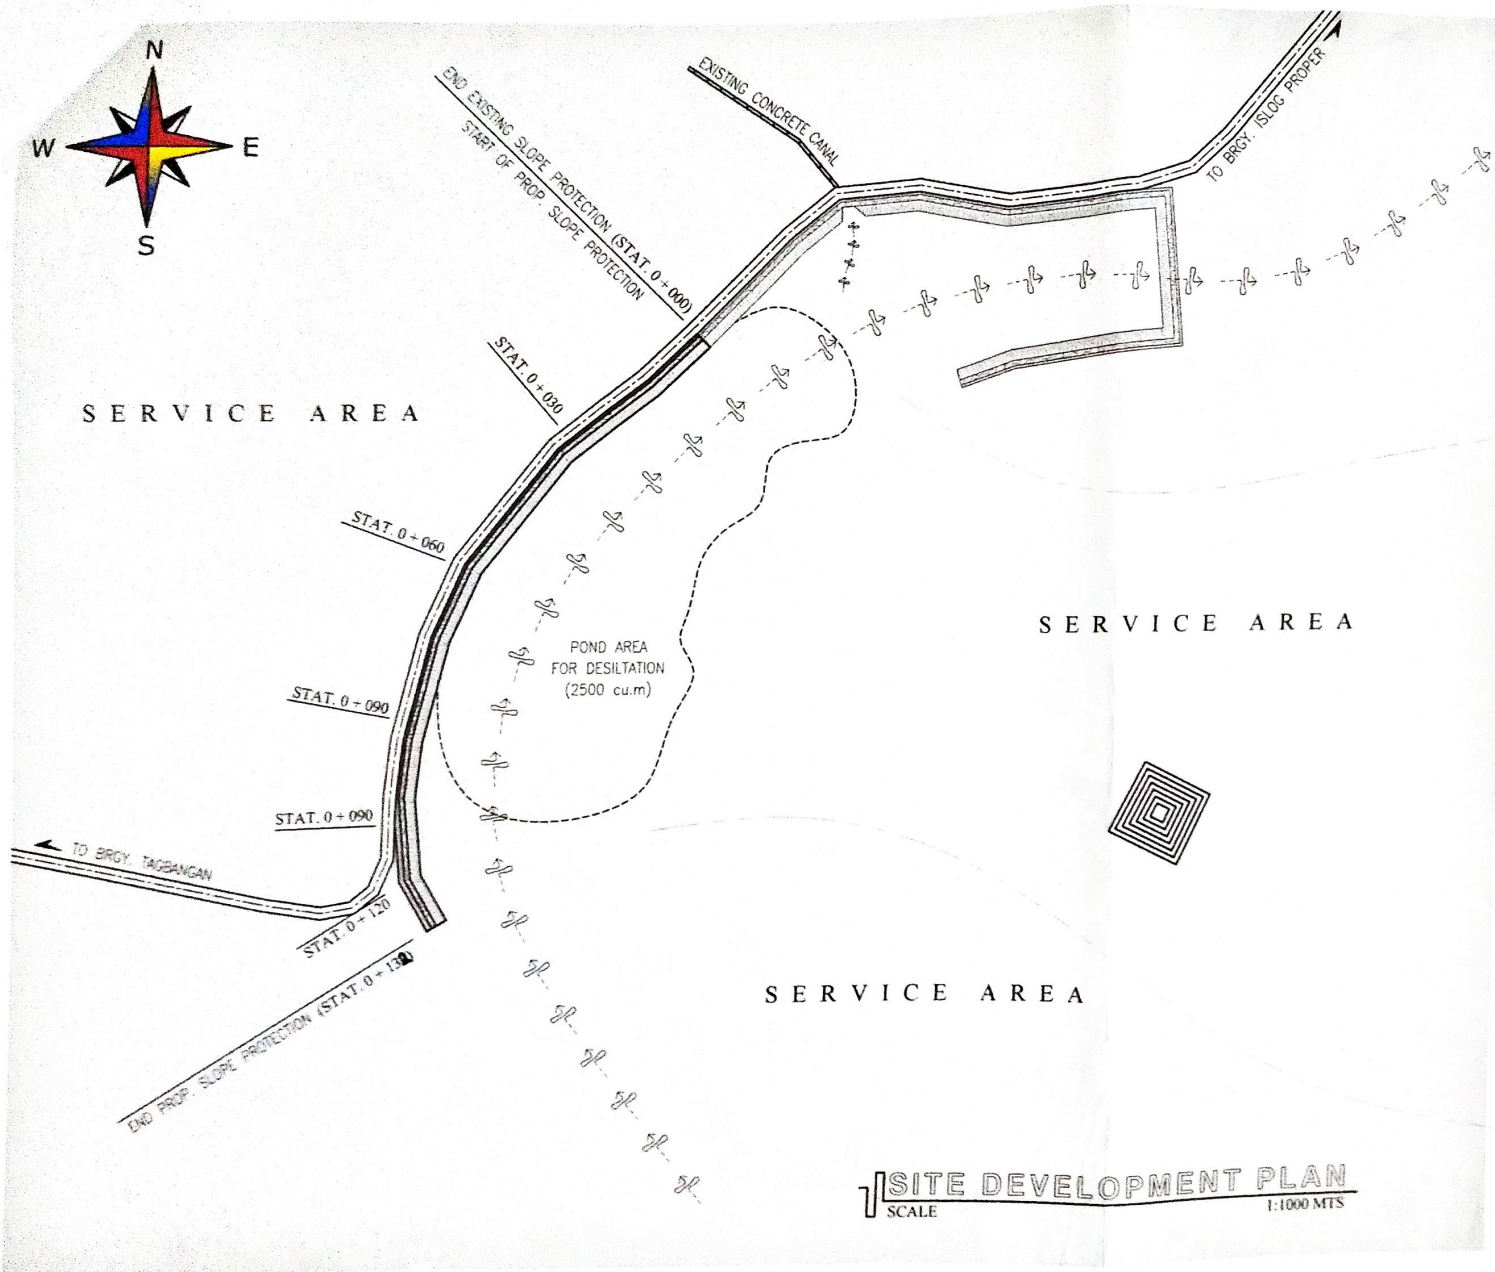 N
W E
S
END EXISTING SLOPE PROTECTION (STAT. 0 + 000)
START OF PROP. SLOPE PROTECTION
EXISTING CONCRETE CANAL
TO BRGY. ISLOG PROPER
STAT. 0 + 030
SERVICE AREA
STAT. 0 + 060
SERVICE AREA
POND AREA
FOR DESILTATION
(2500 cu.m)
STAT. 0 + 090
STAT. 0 + 090
TO BRGY. TAGBANGAN
STAT. 0 + 120
END PROP. SLOPE PROTECTION (STAT. 0 +
SERVICE AREA
SITE DEVELOPMENT PLAN
SCALE 1:1000 MTS